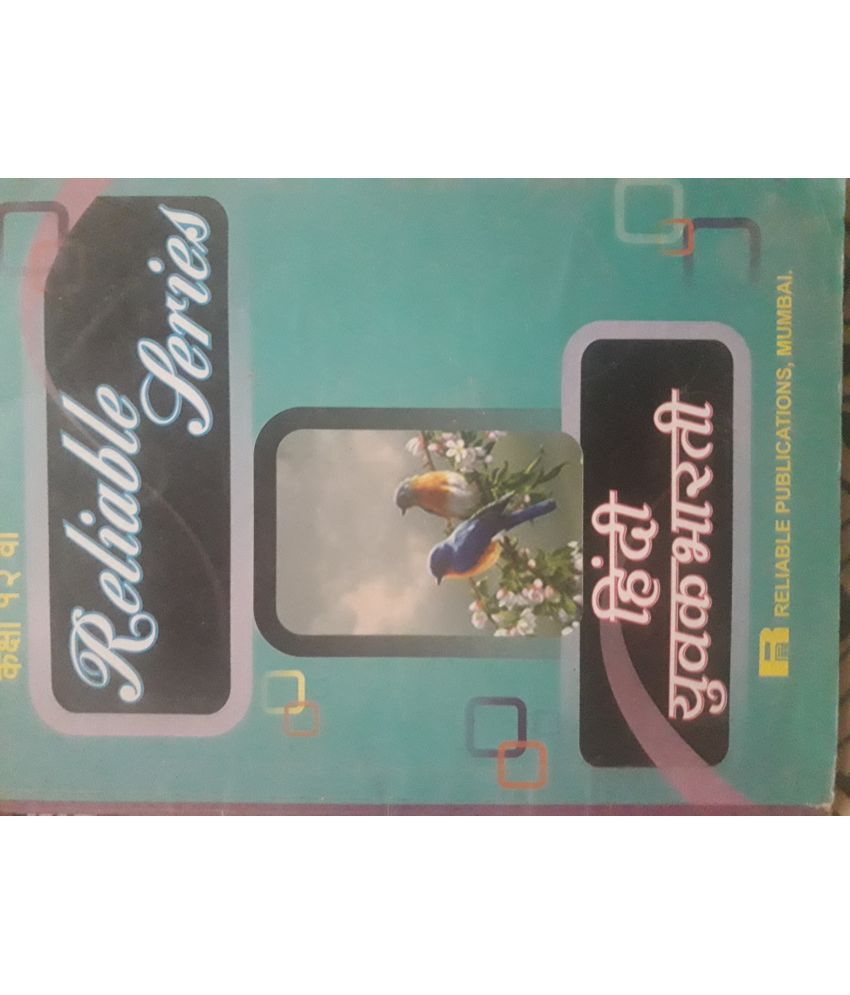 कक्षा १२ वी
Reliable
Series
हिंदी
युवकभारती
RELIABLE PUBLICATIONS, MUMBAI.